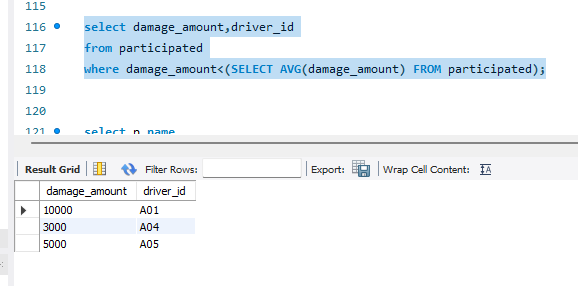 115
116 select damage_amount,driver_id
117 from participated
118 where damage_amount<(SELECT AVG(damage_amount) FROM participated);
119
120
121 select p.name
Result Grid Filter Rows: Export: Wrap Cell Content:
damage_amount driver_id
10000 A01
3000 A04
5000 A05